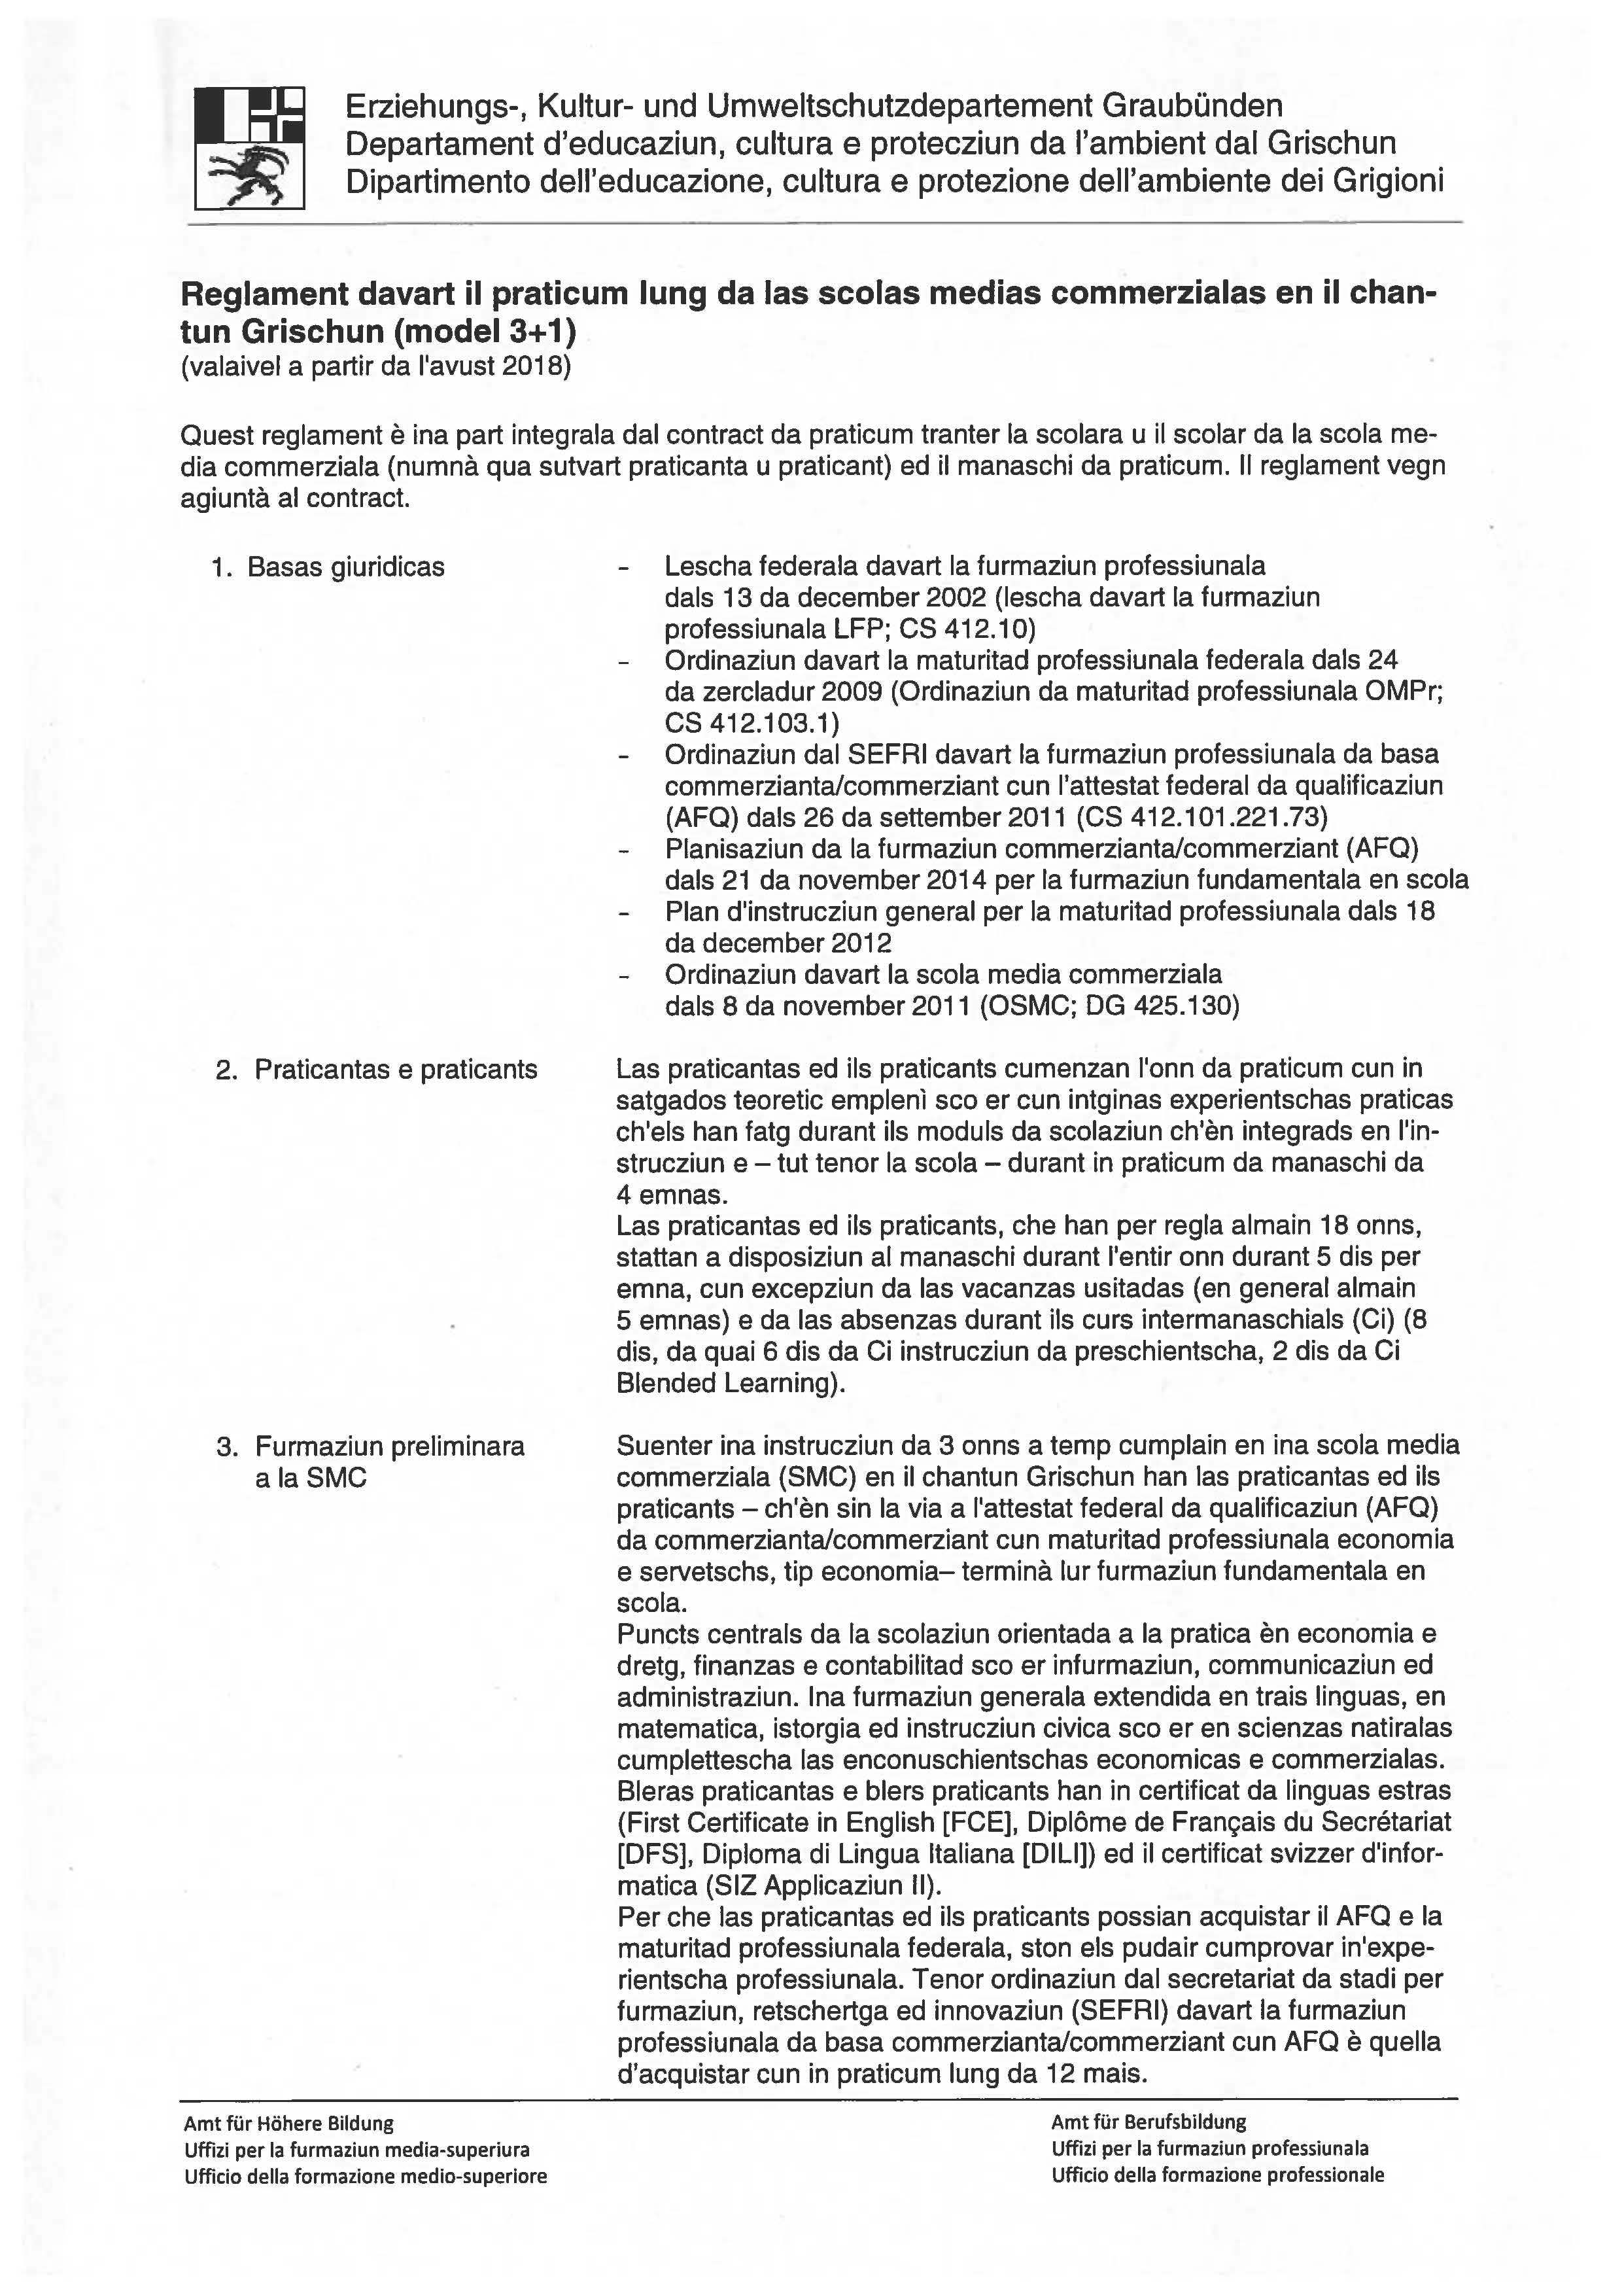 Erziehungs-, Kultur- und Umweltschutzdepartement Graubünden
Departament d'educaziun, cultura e protecziun da l'ambient dal Grischun
Dipartimento dell'educazione, cultura e protezione dell'ambiente dei Grigioni
Reglament davart il praticum lung da las scolas medias commerzialas en il chan-
tun Grischun (model 3+1)
(valaivel a partir da l'avust 2018)
Quest reglament è ina part integrala dal contract da praticum tranter la scolara u il scolar da la scola me-
dia commerziala (numnà qua sutvart praticanta u praticant) ed il manaschi da praticum. Il reglament vegn
agiuntà al contract.
1. Basas giuridicas
- Lescha federala davart la furmaziun professiunala
dals 13 da december 2002 (lescha davart la furmaziun
professiunala LFP; CS 412.10)
- Ordinaziun davart la maturitad professiunala federala dals 24
da zercladur 2009 (Ordinaziun da maturitad professiunala OMPr;
CS 412.103.1)
- Ordinaziun dal SEFRI davart la furmaziun professiunala da basa
commerzianta/commerziant cun l'attestat federal da qualificaziun
(AFQ) dals 26 da settember 2011 (CS 412.101.221.73)
- Planisaziun da la furmaziun commerzianta/commerziant (AFQ)
dals 21 da november 2014 per la furmaziun fundamentala en scola
- Plan d'instrucziun general per la maturitad professiunala dals 18
da december 2012
- Ordinaziun davart la scola media commerziala
dals 8 da november 2011 (OSMC; DG 425.130)
2. Praticantas e praticants
Las praticantas ed ils praticants cumenzan l'onn da praticum cun in
satgados teoretic emplenì sco er cun intginas experientschas praticas
ch'els han fatg durant ils moduls da scolaziun ch'èn integrads en l'in-
strucziun e – tut tenor la scola – durant in praticum da manaschi da
4 emnas.
Las praticantas ed ils praticants, che han per regla almain 18 onns,
stattan a disposiziun al manaschi durant l'entir onn durant 5 dis per
emna, cun excepziun da las vacanzas usitadas (en general almain
5 emnas) e da las absenzas durant ils curs intermanaschials (Ci) (8
dis, da quai 6 dis da Ci instrucziun da preschientscha, 2 dis da Ci
Blended Learning).
3. Furmaziun preliminara
a la SMC
Suenter ina instrucziun da 3 onns a temp cumplain en ina scola media
commerziala (SMC) en il chantun Grischun han las praticantas ed ils
praticants – ch'èn sin la via a l'attestat federal da qualificaziun (AFQ)
da commerzianta/commerziant cun maturitad professiunala economia
e servetschs, tip economia– terminà lur furmaziun fundamentala en
scola.
Puncts centrals da la scolaziun orientada a la pratica èn economia e
dretg, finanzas e contabilitad sco er infurmaziun, communicaziun ed
administraziun. Ina furmaziun generala extendida en trais linguas, en
matematica, istorgia ed instrucziun civica sco er en scienzas natiralas
cumplettescha las enconuschientschas economicas e commerzialas.
Bleras praticantas e blers praticants han in certificat da linguas estras
(First Certificate in English [FCE], Diplôme de Français du Secrétariat
[DFS], Diploma di Lingua Italiana [DILI]) ed il certificat svizzer d'infor-
matica (SIZ Applicaziun II).
Per che las praticantas ed ils praticants possian acquistar il AFQ e la
maturitad professiunala federala, ston els pudair cumprovar in'expe-
rientscha professiunala. Tenor ordinaziun dal secretariat da stadi per
furmaziun, retschertga ed innovaziun (SEFRI) davart la furmaziun
professiunala da basa commerzianta/commerziant cun AFQ è quella
d'acquistar cun in praticum lung da 12 mais.
Amt für Höhere Bildung
Uffizi per la furmaziun media-superiura
Ufficio della formazione medio-superiore
Amt für Berufsbildung
Uffizi per la furmaziun professiunala
Ufficio della formazione professionale